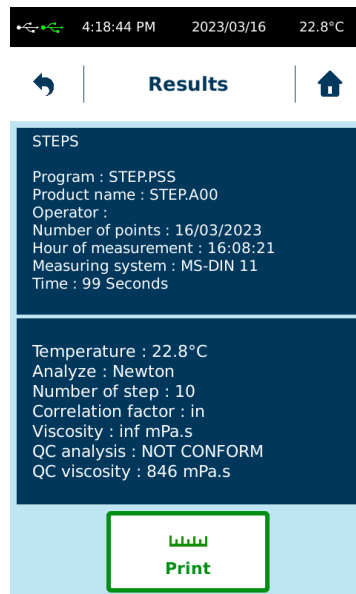 4:18:44 PM 2023/03/16 22.8°C
Results
STEPS
Program : STEP.PSS
Product name : STEP.A00
Operator :
Number of points : 16/03/2023
Hour of measurement : 16:08:21
Measuring system : MS-DIN 11
Time : 99 Seconds
Temperature : 22.8°C
Analyze : Newton
Number of step : 10
Correlation factor : in
Viscosity : inf mPa.s
QC analysis : NOT CONFORM
QC viscosity : 846 mPa.s
Print